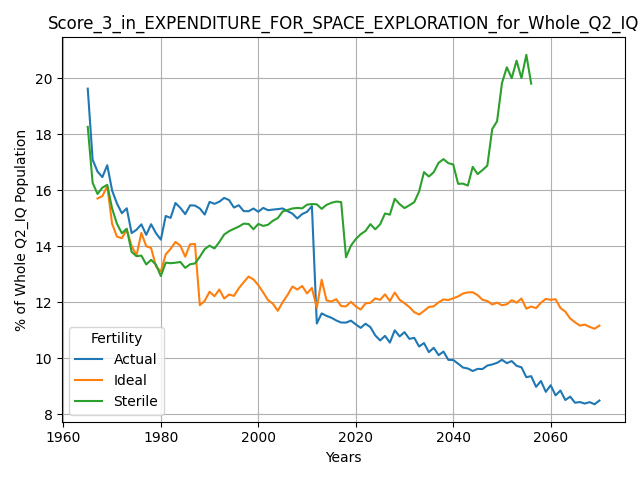 Score_3_in_EXPENDITURE_FOR_SPACE_EXPLORATION_for_Whole_Q2_IQ
% of Whole Q2_IQ Population
20
18
16
14
12
10
8
Fertility
Actual
Ideal
Sterile
1960 1980 2000 2020 2040 2060
Years